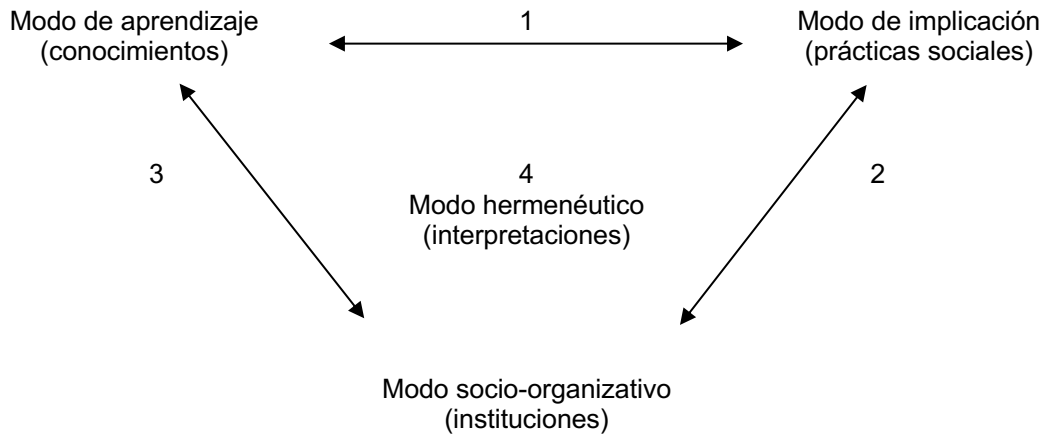 Modo de aprendizaje
(conocimientos)
1
Modo de implicación
(prácticas sociales)
3
4
Modo hermenéutico
(interpretaciones)
2
Modo socio-organizativo
(instituciones)